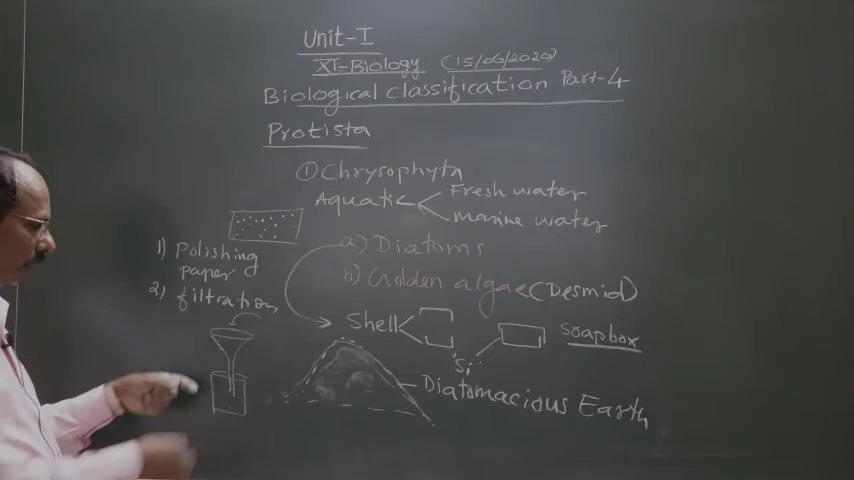 Unit-I
XI-Biology (15/06/2020)
Biological classification Part-4
Protista
① Chrysophyta
Aquatic < Fresh water
Marine water
a) Diatoms
b) Golden algae (Desmid)
1) Polishing
paper
2) filtration
Shell <
Soapbox
Si
Diatomacious Earth